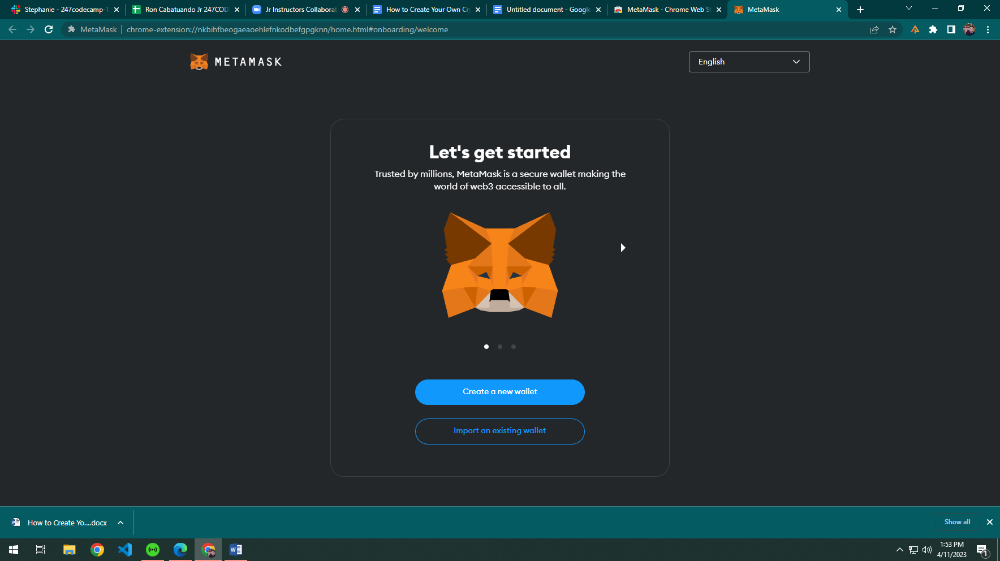 Stephanie - 247codecamp-T
Ron Cabatuando Jr 247COD
Jr Instructors Collaborat
How to Create Your Own Cr
Untitled document - Google
MetaMask - Chrome Web St
MetaMask
MetaMask
chrome-extension://nkbihfbeogaeaoehlefnkodbefgpgknn/home.html#onboarding/welcome
METAMASK
English
Let's get started
Trusted by millions, MetaMask is a secure wallet making the
world of web3 accessible to all.
Create a new wallet
Import an existing wallet
How to Create Yo....docx
Show all
1:53 PM
4/11/2023
1